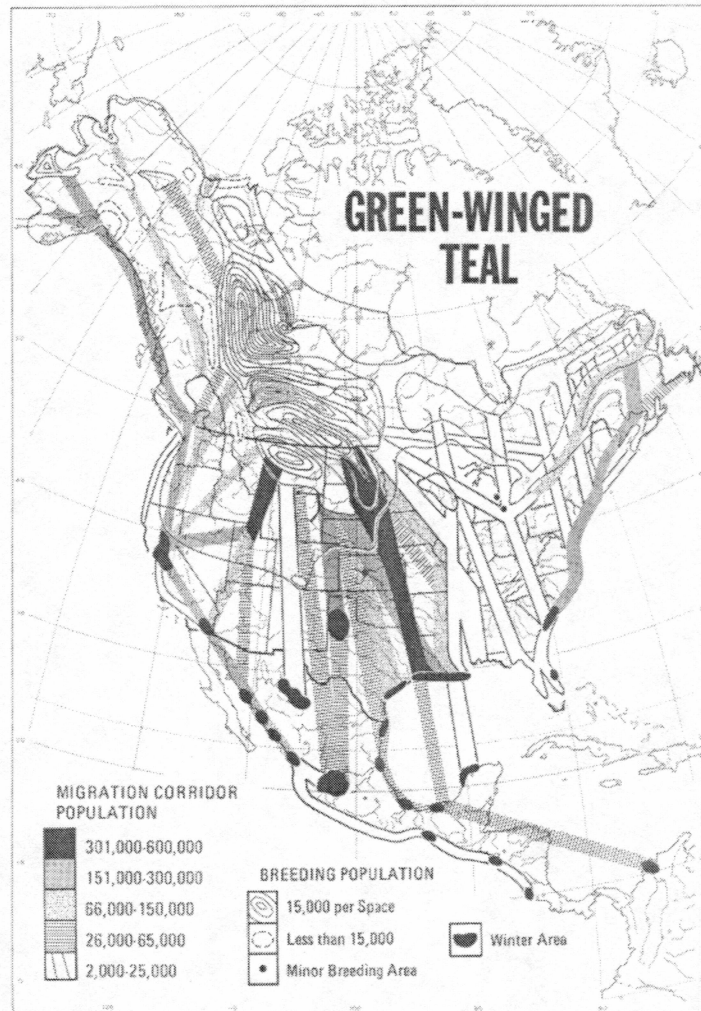 GREEN-WINGED
TEAL
MIGRATION CORRIDOR
POPULATION
301,000-600,000
151,000-300,000
66,000-150,000
26,000-65,000
2,000-25,000
BREEDING POPULATION
15,000 per Space
Less than 15,000
Minor Breeding Area
Winter Area